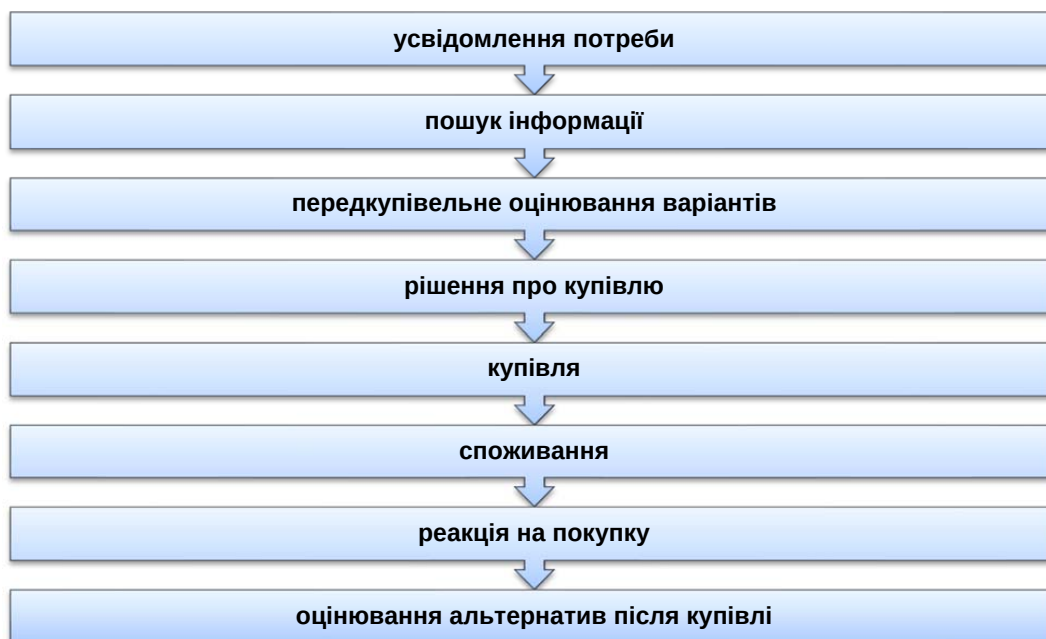 усвідомлення потреби
пошук інформації
передкупівельне оцінювання варіантів
рішення про купівлю
купівля
споживання
реакція на покупку
оцінювання альтернатив після купівлі